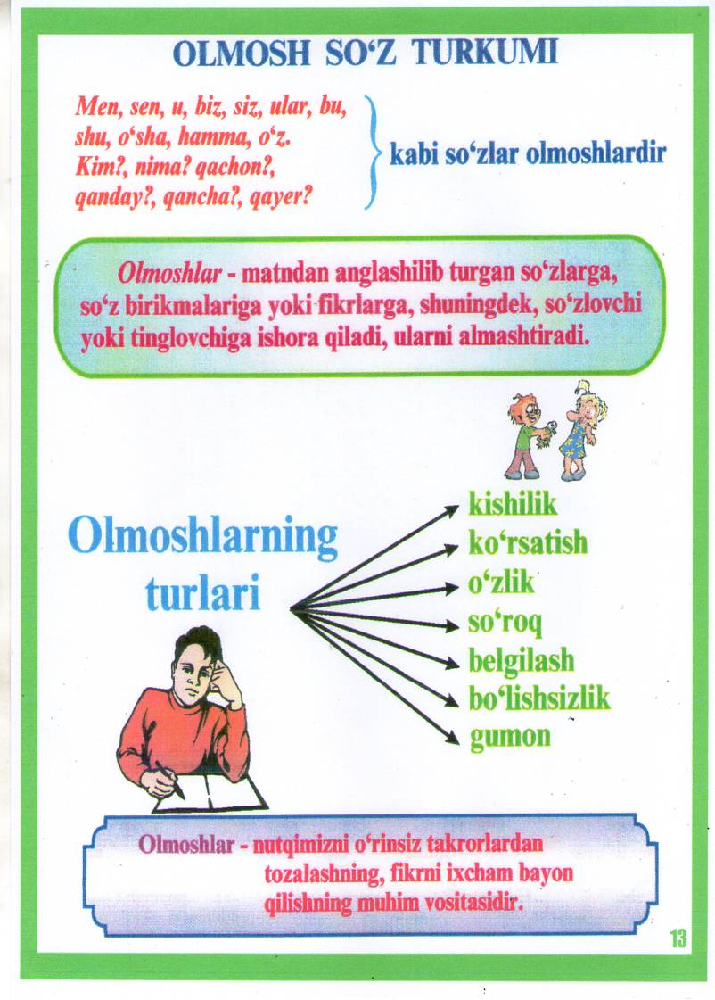 OLMOSH SO‘Z TURKUMI
Men, sen, u, biz, siz, ular, bu,
shu, o‘sha, hamma, o‘z.
Kim?, nima? qachon?,
qanday?, qancha?, qayer?
kabi so‘zlar olmoshlardir
Olmoshlar - matndan anglashilib turgan so‘zlarga,
so‘z birikmalariga yoki fikrlarga, shuningdek, so‘zlovchi
yoki tinglovchiga ishora qiladi, ularni almashtiradi.
Olmoshlarning
turlari
kishilik
ko‘rsatish
o‘zlik
so‘roq
belgilash
bo‘lishsizlik
gumon
Olmoshlar - nutqimizni o‘rinsiz takrorlardan
tozalashning, fikrni ixcham bayon
qilishning muhim vositasidir.
13